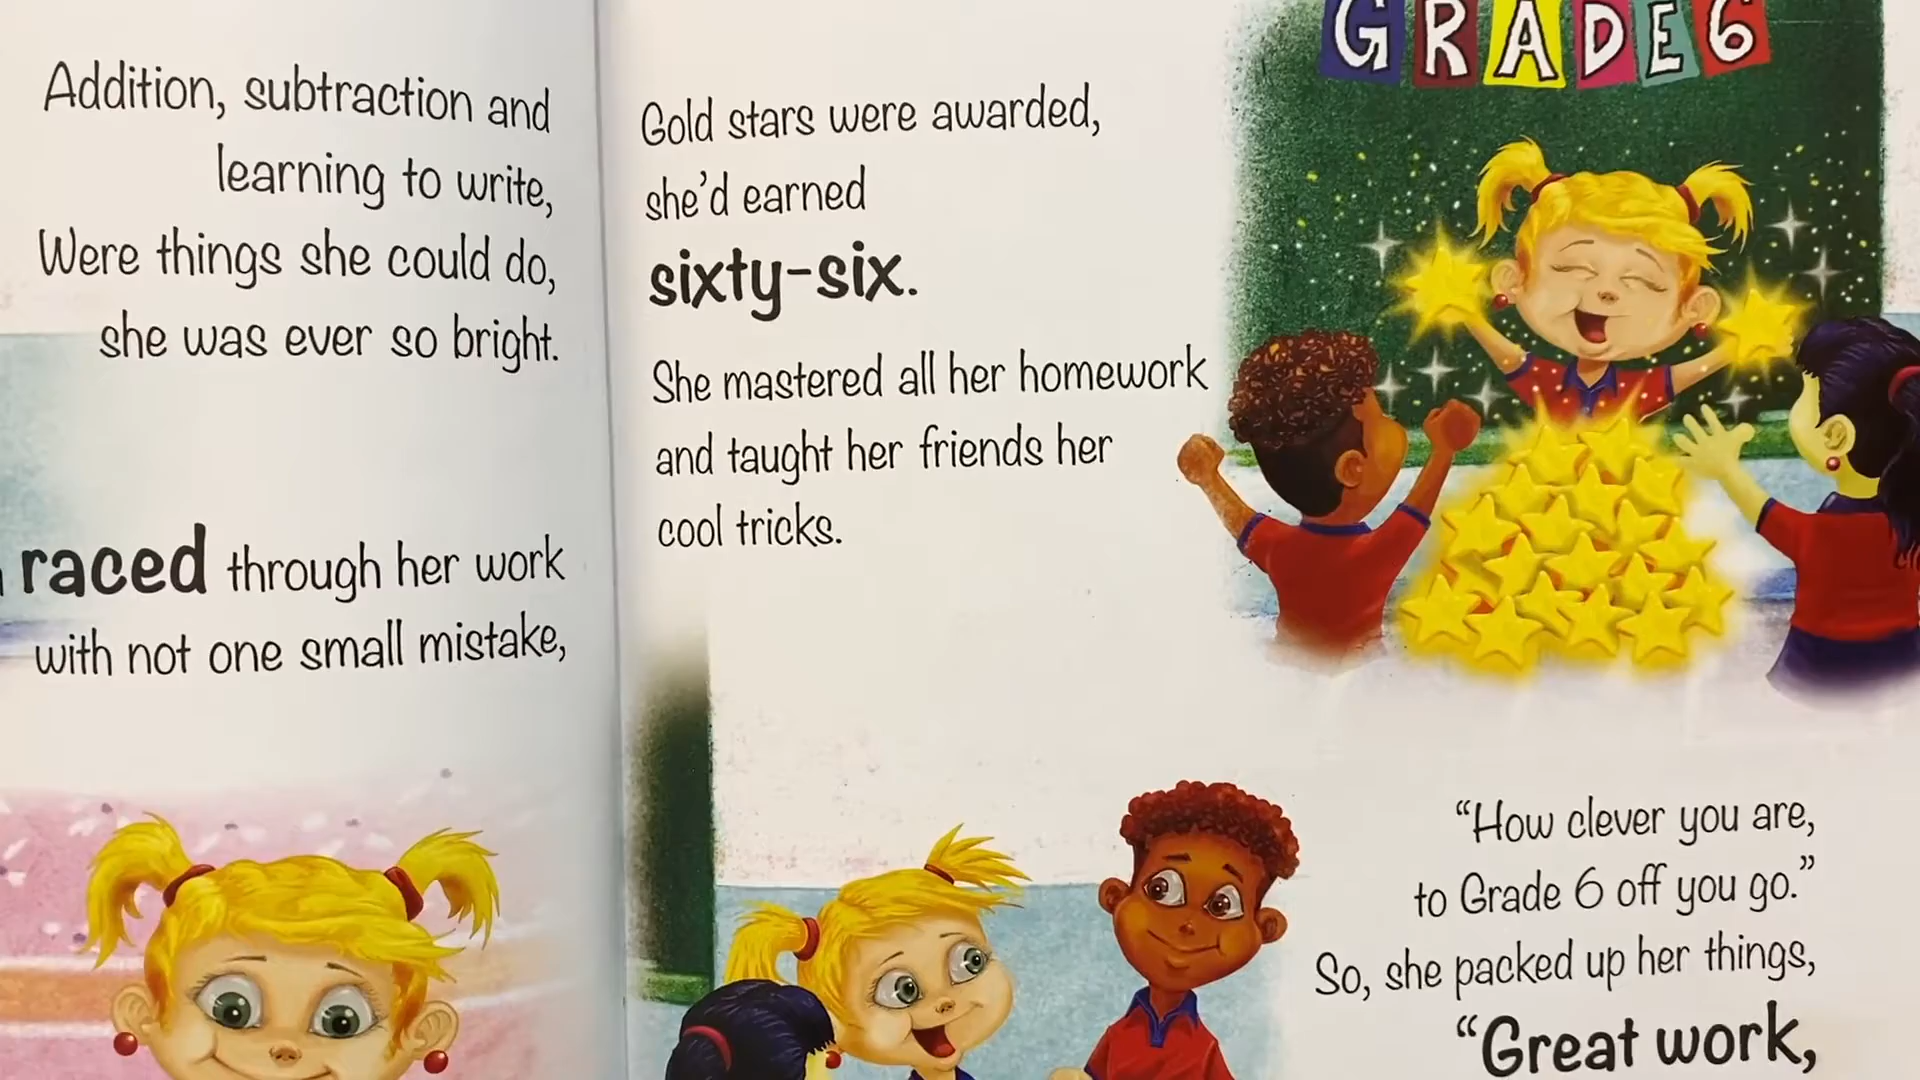 Addition, subtraction and
learning to write,
Were things she could do,
she was ever so bright.
raced through her work
with not one small mistake,
GRADE 6
Gold stars were awarded,
she'd earned
sixty-six.
She mastered all her homework
and taught her friends her
cool tricks.
“How clever you are,
to Grade 6 off you go.”
So, she packed up her things,
“Great work,